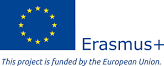 Erasmus+
This project is funded by the European Union.